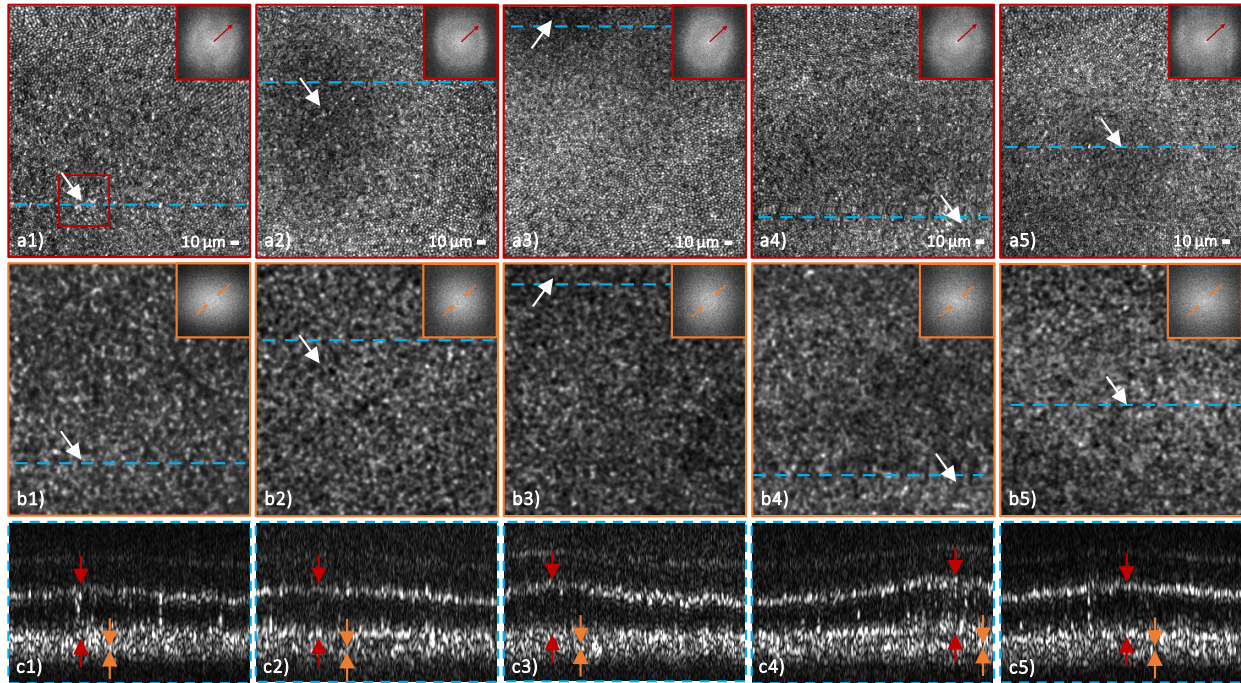 a1) 10 µm
a2) 10 µm
a3) 10 µm
a4) 10 µm
a5) 10 µm
b1)
b2)
b3)
b4)
b5)
c1)
c2)
c3)
c4)
c5)